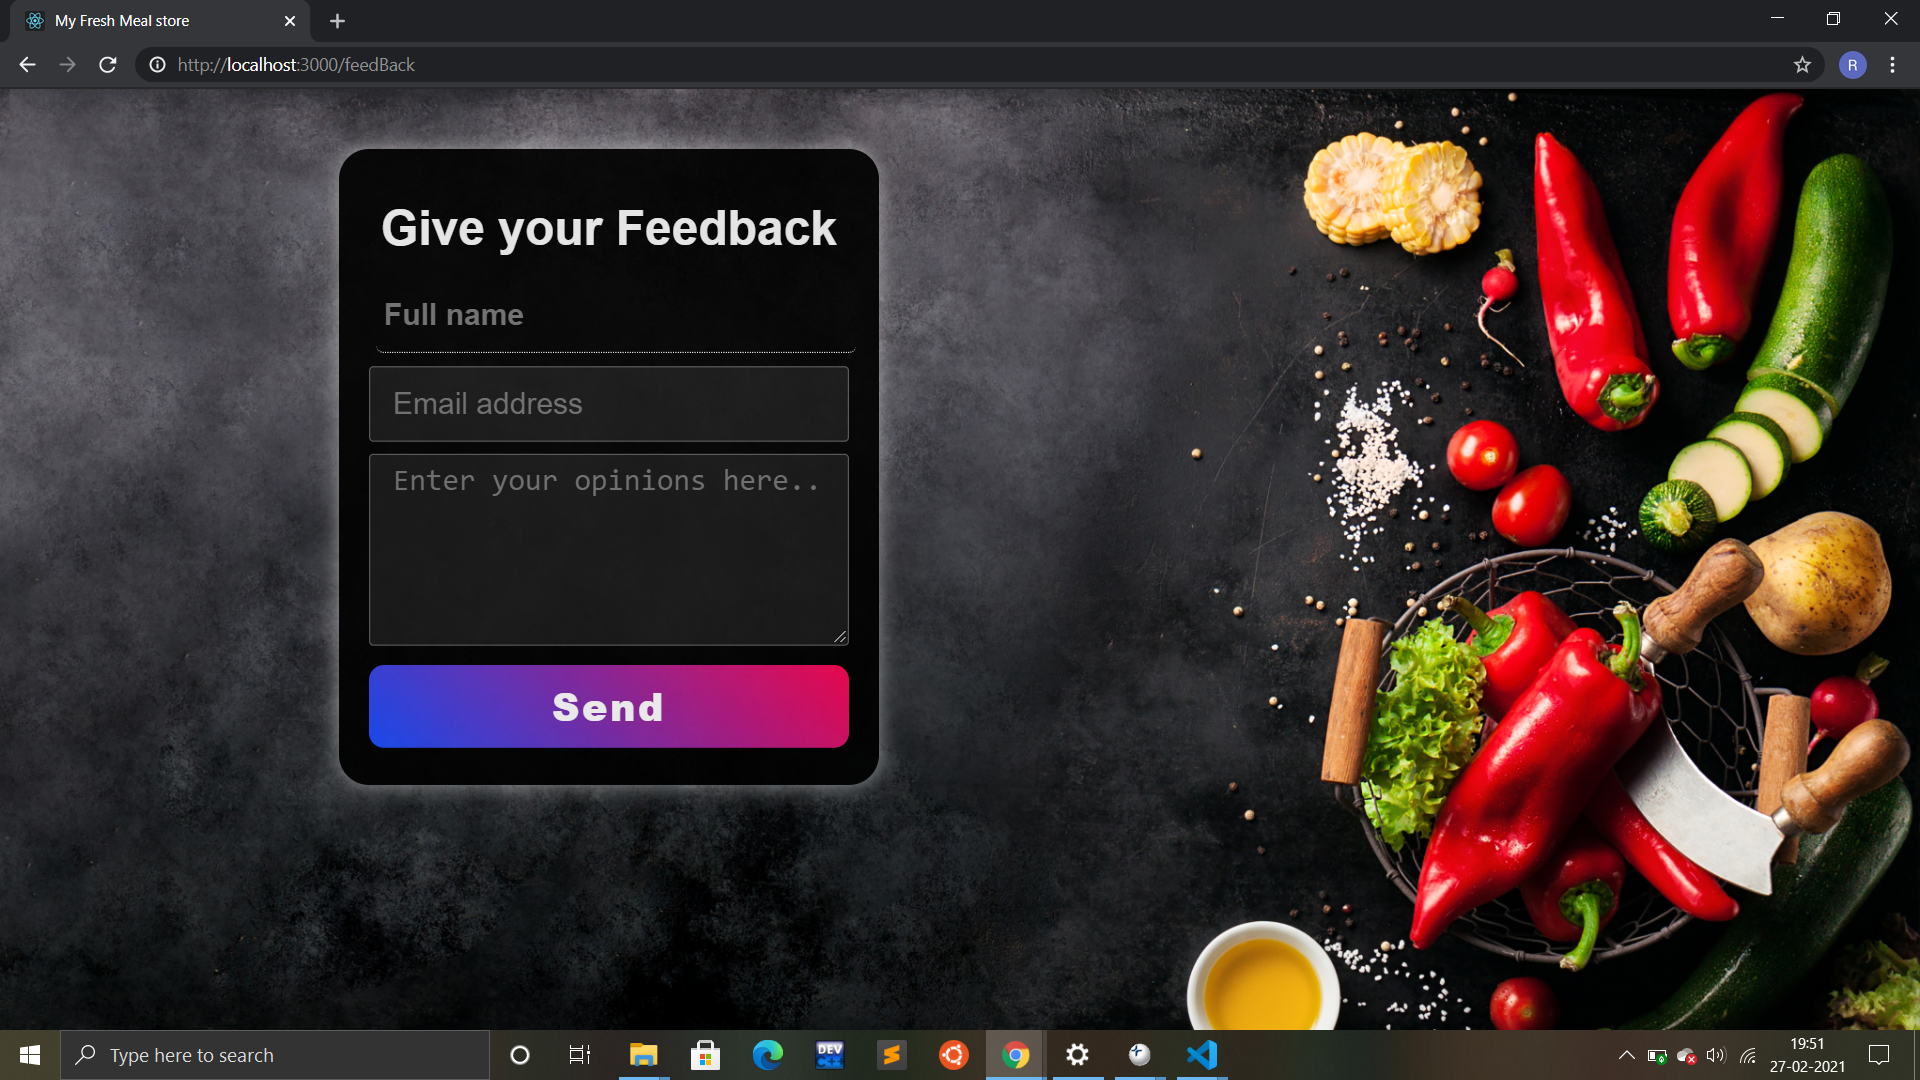 My Fresh Meal store
http://localhost:3000/feedBack
R
Give your Feedback
Full name
Email address
Enter your opinions here..
Send
Type here to search
DEV
C++
19:51
27-02-2021